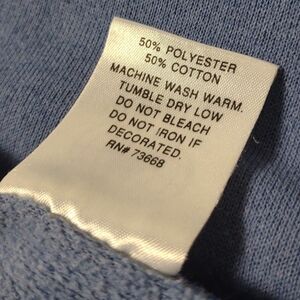 50% POLYESTER
50% COTTON
MACHINE WASH WARM.
TUMBLE DRY LOW
DO NOT BLEACH
DO NOT IRON IF
DECORATED.
RN# 73668